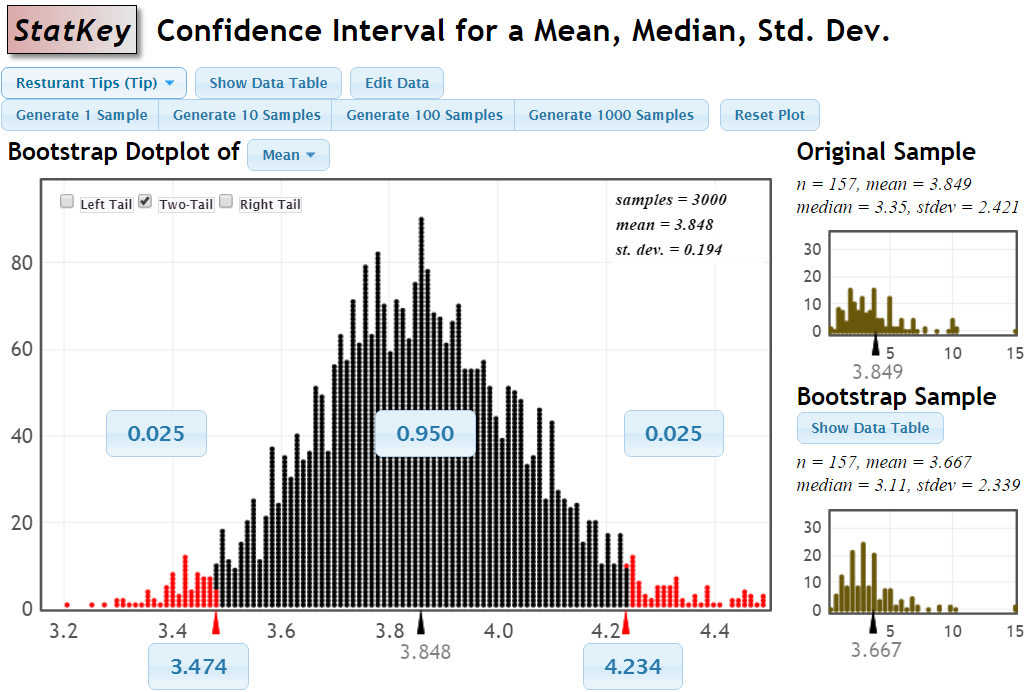 StatKey Confidence Interval for a Mean, Median, Std. Dev.
Resturant Tips (Tip) Show Data Table Edit Data
Generate 1 Sample Generate 10 Samples Generate 100 Samples Generate 1000 Samples Reset Plot
Bootstrap Dotplot of Mean
Left Tail Two-Tail Right Tail
samples = 3000
mean = 3.848
st. dev. = 0.194
80
60
40
20
0
0.025 0.950 0.025
3.2 3.4 3.6 3.8 4.0 4.2 4.4
3.848
3.474 4.234
Original Sample
n = 157, mean = 3.849
median = 3.35, stdev = 2.421
30
20
10
0
5 10 15
3.849
Bootstrap Sample
Show Data Table
n = 157, mean = 3.667
median = 3.11, stdev = 2.339
30
20
10
0
5 10 15
3.667